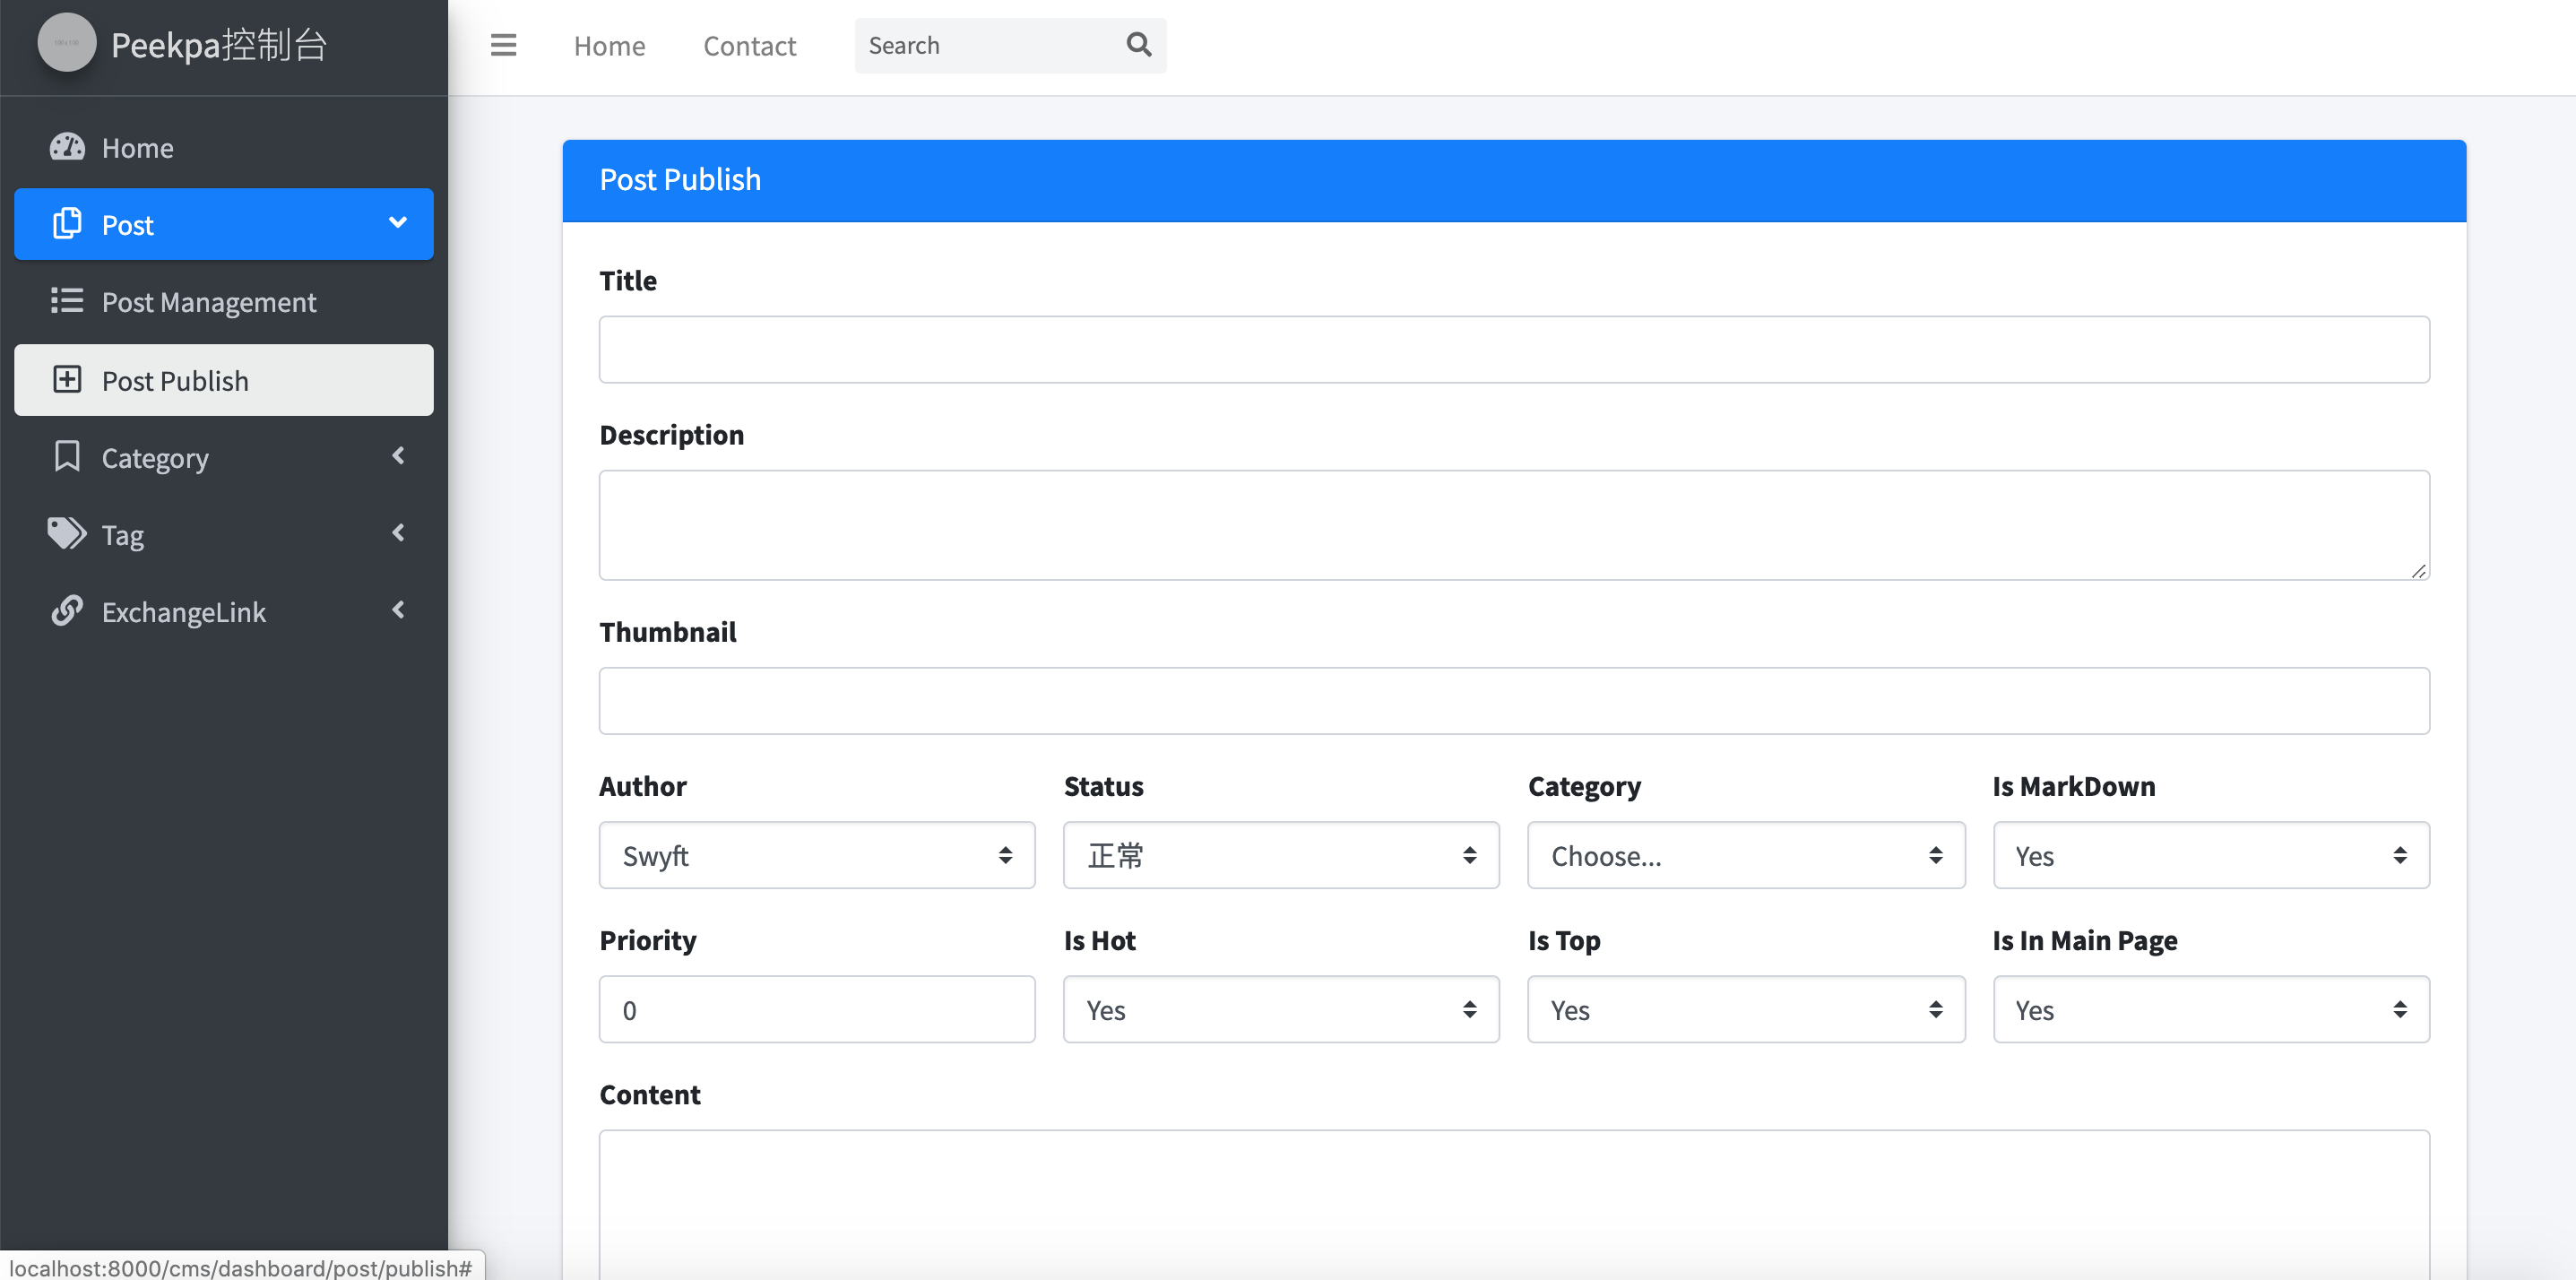 Peekpa控制台
Home
Contact
Search
Home
Post
Post Management
Post Publish
Category
Tag
ExchangeLink
Post Publish
Title
Description
Thumbnail
Author
Status
Category
Is MarkDown
Swyft
正常
Choose...
Yes
Priority
Is Hot
Is Top
Is In Main Page
0
Yes
Yes
Yes
Content
localhost:8000/cms/dashboard/post/publish#